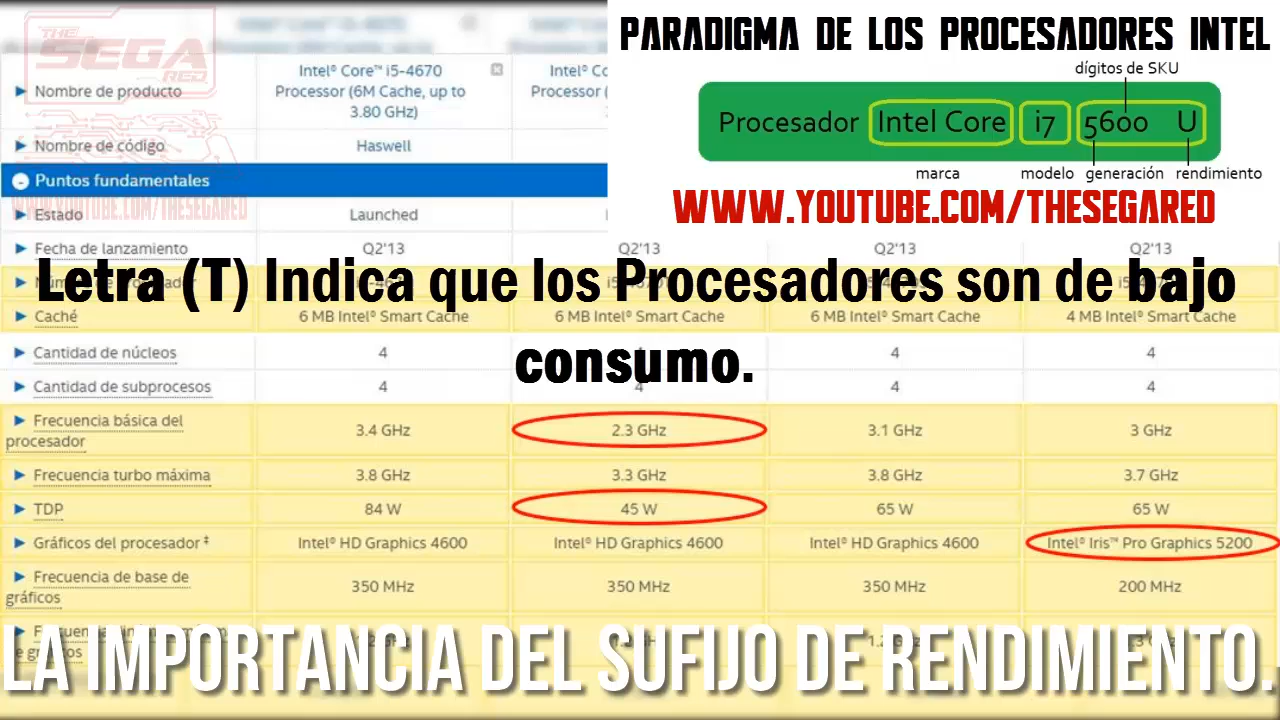 THE
SEGA
RED
PARADIGMA DE LOS PROCESADORES INTEL
dígitos de SKU
Procesador Intel Core i7 5600 U
marca modelo generación rendimiento
WWW.YOUTUBE.COM/THESEGARED
Nombre de producto
Intel® Core™ i5-4670
Processor (6M Cache, up to
3.80 GHz)
Nombre de código Haswell
Puntos fundamentales
WWW.YOUTUBE.COM/THESEGARED
Estado Launched
Fecha de lanzamiento Q2'13 Q2'13 Q2'13 Q2'13
Letra (T) Indica que los Procesadores son de bajo
consumo.
Caché 6 MB Intel® Smart Cache 6 MB Intel® Smart Cache 6 MB Intel® Smart Cache 4 MB Intel® Smart Cache
Cantidad de núcleos 4 4 4
Cantidad de subprocesos 4 4 4 4
Frecuencia básica del
procesador 3.4 GHz 2.3 GHz 3.1 GHz 3 GHz
Frecuencia turbo máxima 3.8 GHz 3.3 GHz 3.8 GHz 3.7 GHz
TDP 84 W 45 W 65 W 65 W
Gráficos del procesador ‡ Intel® HD Graphics 4600 Intel® HD Graphics 4600 Intel® HD Graphics 4600 Intel® Iris™ Pro Graphics 5200
Frecuencia de base de
gráficos 350 MHz 350 MHz 350 MHz 200 MHz
LA IMPORTANCIA DEL SUFIJO DE RENDIMIENTO.